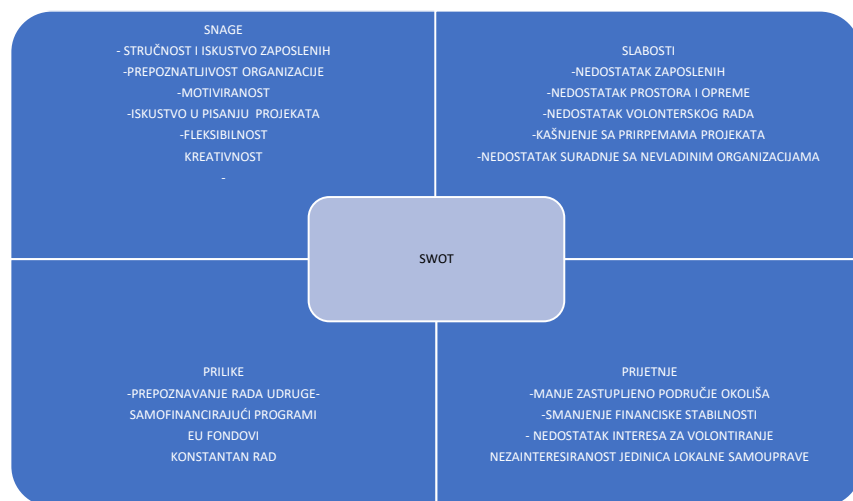 SNAGE
- STRUČNOST I ISKUSTVO ZAPOSLENIH
-PREPOZNATLJIVOST ORGANIZACIJE
-MOTIVIRANOST
-ISKUSTVO U PISANJU PROJEKATA
-FLEKSIBILNOST
KREATIVNOST
-
SLABOSTI
-NEDOSTATAK ZAPOSLENIH
-NEDOSTATAK PROSTORA I OPREME
-NEDOSTATAK VOLONTERSKOG RADA
-KAŠNJENJE SA PRIRPEMAMA PROJEKATA
-NEDOSTATAK SURADNJE SA NEVLADINIM ORGANIZACIJAMA
SWOT
PRILIKE
-PREPOZNAVANJE RADA UDRUGE-
SAMOFINANCIRAJUĆI PROGRAMI
EU FONDOVI
KONSTANTAN RAD
PRIJETNJE
-MANJE ZASTUPLJENO PODRUČJE OKOLIŠA
-SMANJENJE FINANCISKE STABILNOSTI
- NEDOSTATAK INTERESA ZA VOLONTIRANJE
NEZAINTERESIRANOST JEDINICA LOKALNE SAMOUPRAVE